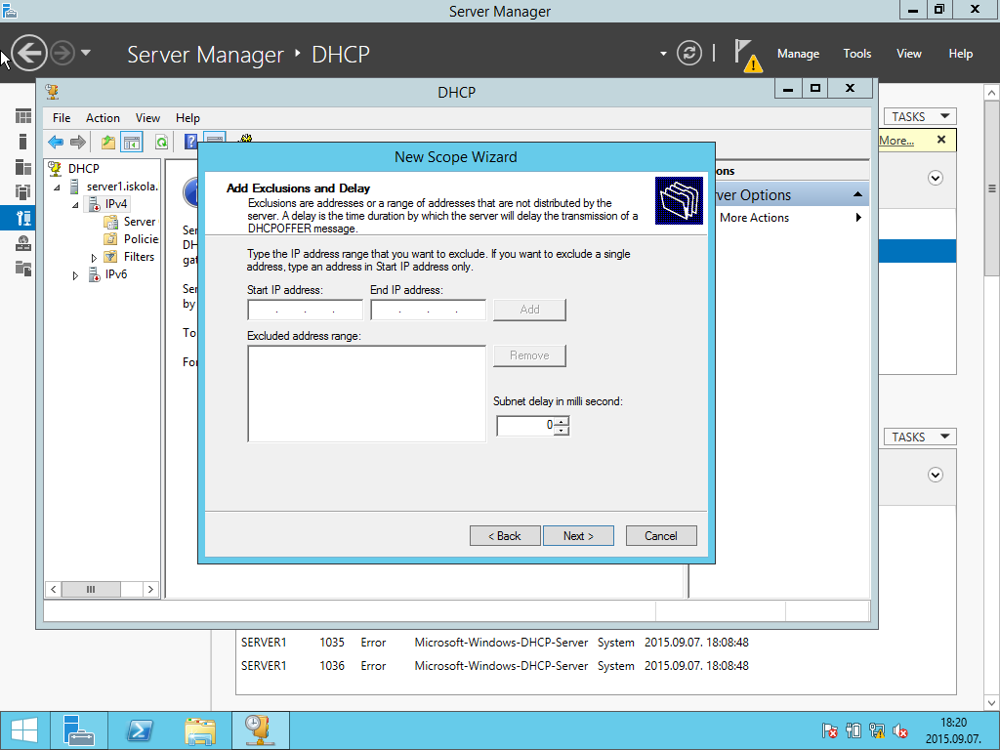 Server Manager
Server Manager ‣ DHCP
Manage
Tools
View
Help
DHCP
File
Action
View
Help
TASKS
More...
DHCP
server1.iskola.
IPv4
Server
Policie
Filters
IPv6
New Scope Wizard
Add Exclusions and Delay
Exclusions are addresses or a range of addresses that are not distributed by the
server. A delay is the time duration by which the server will delay the transmission of a
DHCPOFFER message.
Type the IP address range that you want to exclude. If you want to exclude a single
address, type an address in Start IP address only.
Start IP address:
End IP address:
Add
Excluded address range:
Remove
Subnet delay in milli second:
0
< Back
Next >
Cancel
Ser
DH
gat
Ser
by
To
For
ons
ver Options
More Actions
TASKS
SERVER1 1035 Error Microsoft-Windows-DHCP-Server System 2015.09.07. 18:08:48
SERVER1 1036 Error Microsoft-Windows-DHCP-Server System 2015.09.07. 18:08:48
18:20
2015.09.07.